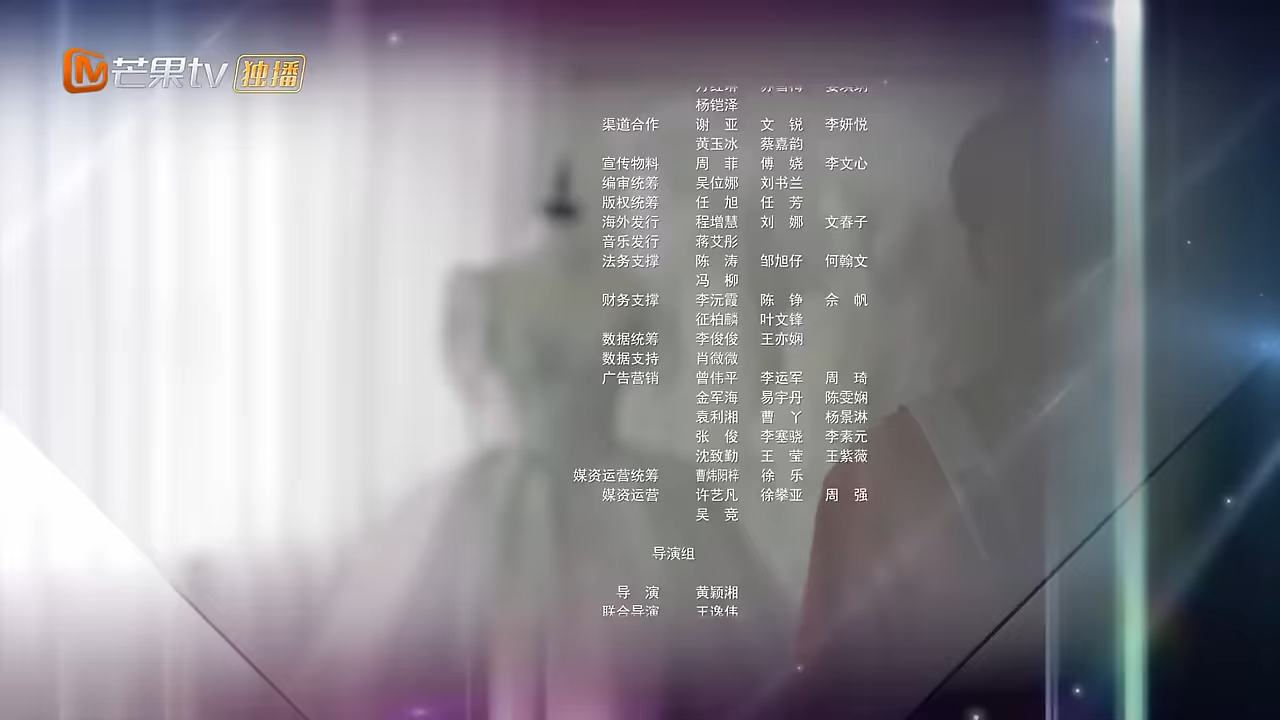 芒果tv 独播
杨铠泽
渠道合作 谢 亚 文 锐 李妍悦
黄玉冰 蔡嘉韵
宣传物料 周 菲 傅 娆 李文心
编审统筹 吴位娜 刘书兰
版权统筹 任 旭 任 芳
海外发行 程增慧 刘 娜 文春子
音乐发行 蒋艾彤
法务支撑 陈 涛 邹旭仔 何翰文
冯 柳
财务支撑 李沅霞 陈 铮 佘 帆
征柏麟 叶文锋
数据统筹 李俊俊 王亦娴
数据支持 肖微微
广告营销 曾伟平 李运军 周 琦
金军海 易宇丹 陈雯娴
袁利湘 曹 丫 杨景淋
张 俊 李塞骁 李素元
沈致勤 王 莹 王紫薇
媒资运营统筹 曹炜阳梓 徐 乐
媒资运营 许艺凡 徐攀亚 周 强
吴 竞
导演组
导 演 黄颖湘
联合导演 王逸伟